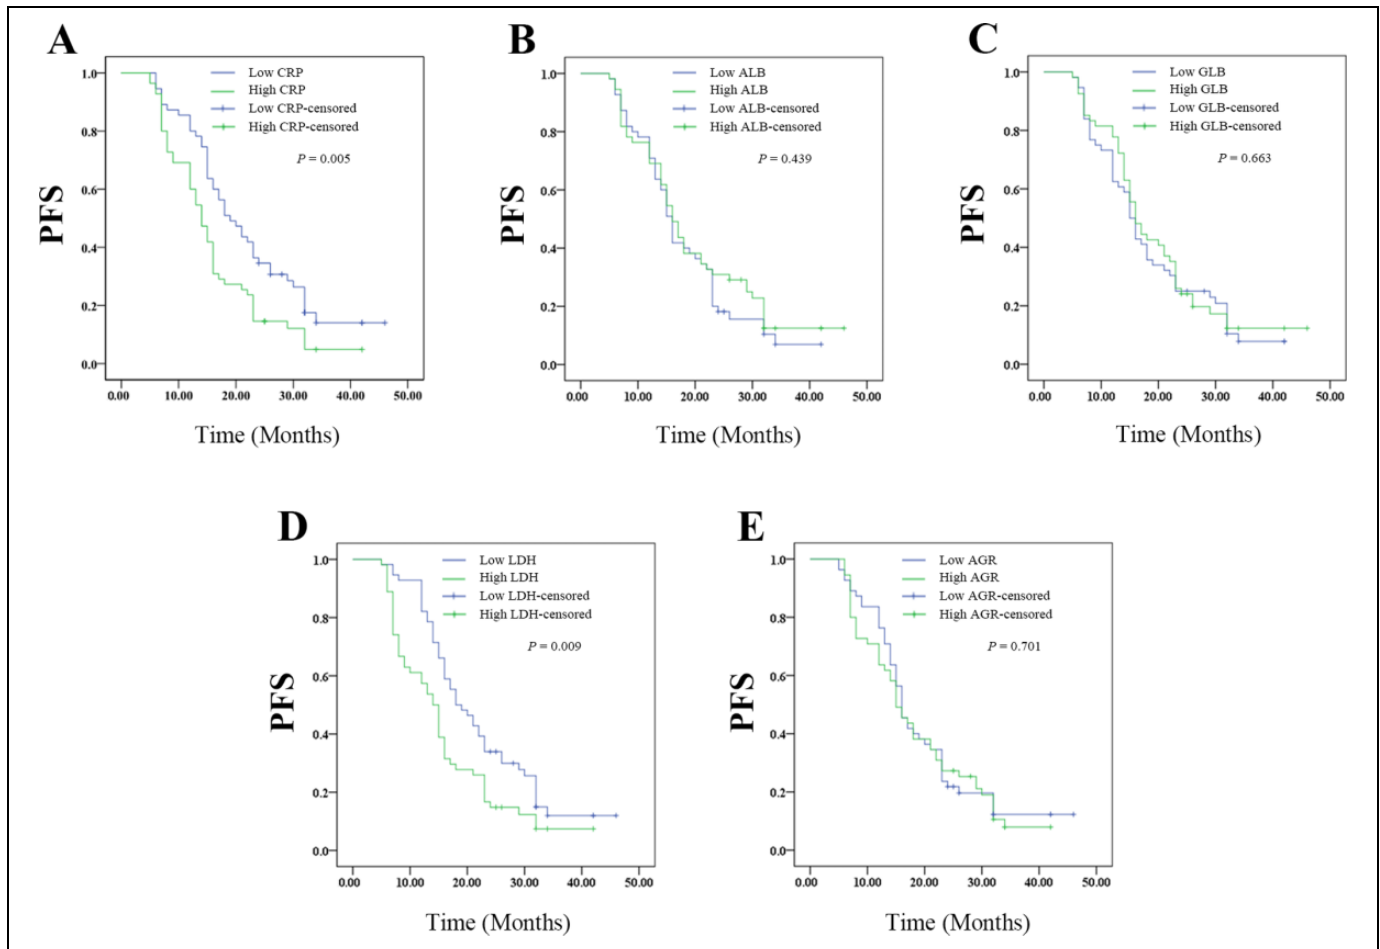 A
Low CRP
High CRP
Low CRP-censored
High CRP-censored
P = 0.005
1.0
0.8
0.6
0.4
0.2
0.0
PFS
0.00 10.00 20.00 30.00 40.00 50.00
Time (Months)
B
Low ALB
High ALB
Low ALB-censored
High ALB-censored
P = 0.439
1.0
0.8
0.6
0.4
0.2
0.0
PFS
0.00 10.00 20.00 30.00 40.00 50.00
Time (Months)
C
Low GLB
High GLB
Low GLB-censored
High GLB-censored
P = 0.663
1.0
0.8
0.6
0.4
0.2
0.0
PFS
0.00 10.00 20.00 30.00 40.00 50.00
Time (Months)
D
Low LDH
High LDH
Low LDH-censored
High LDH-censored
P = 0.009
1.0
0.8
0.6
0.4
0.2
0.0
PFS
0.00 10.00 20.00 30.00 40.00 50.00
Time (Months)
E
Low AGR
High AGR
Low AGR-censored
High AGR-censored
P = 0.701
1.0
0.8
0.6
0.4
0.2
0.0
PFS
0.00 10.00 20.00 30.00 40.00 50.00
Time (Months)